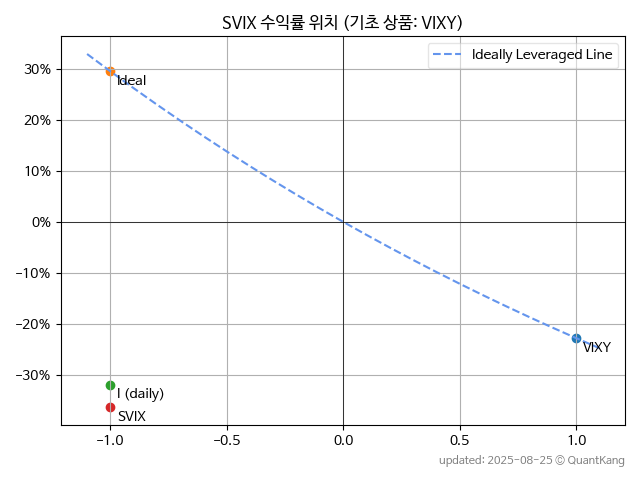 SVIX 수익률 위치 (기초 상품: VIXY)
Ideally Leveraged Line
30%
20%
10%
0%
−10%
−20%
−30%
Ideal
VIXY
I (daily)
SVIX
−1.0
−0.5
0.0
0.5
1.0
updated: 2025-08-25 © QuantKang